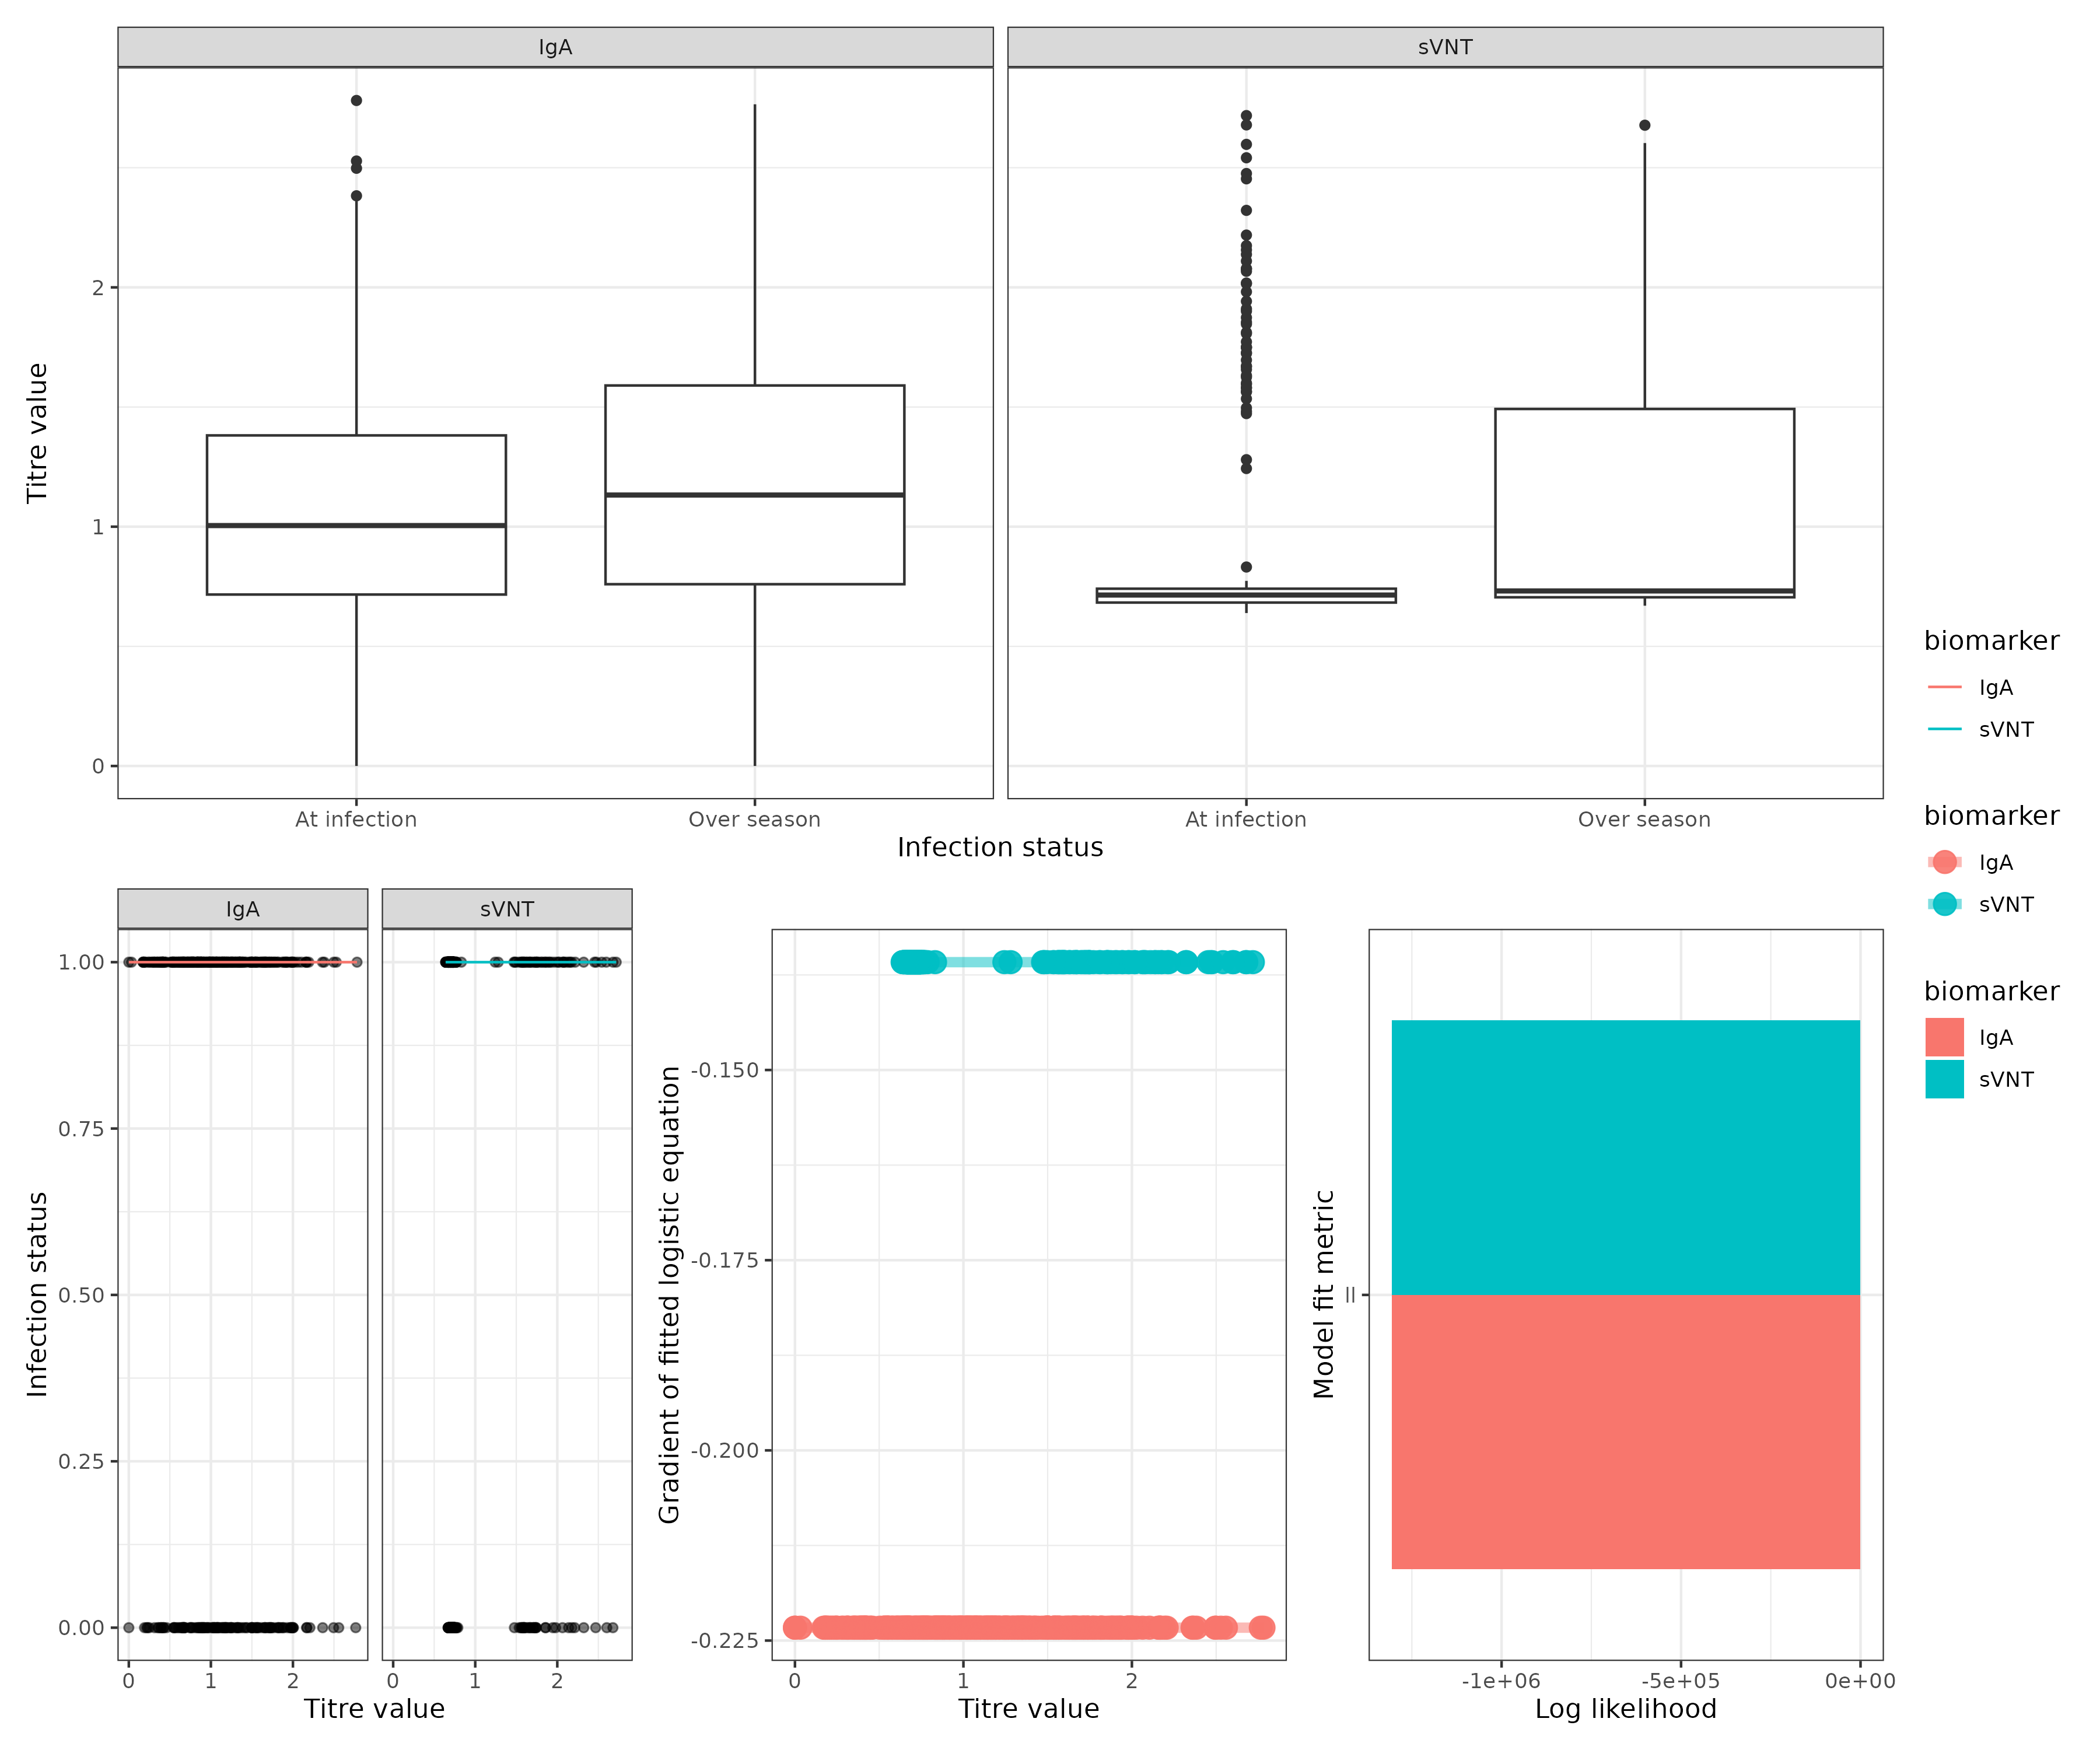 IgA
sVNT
Titre value
2
1
0
At infection
Over season
At infection
Over season
Infection status
biomarker
IgA
sVNT
biomarker
IgA
sVNT
biomarker
IgA
sVNT
IgA
sVNT
Infection status
1.00
0.75
0.50
0.25
0.00
0 1 2
0 1 2
Titre value
Gradient of fitted logistic equation
-0.150
-0.175
-0.200
-0.225
0 1 2
Titre value
Model fit metric
ll
-1e+06 -5e+05 0e+00
Log likelihood